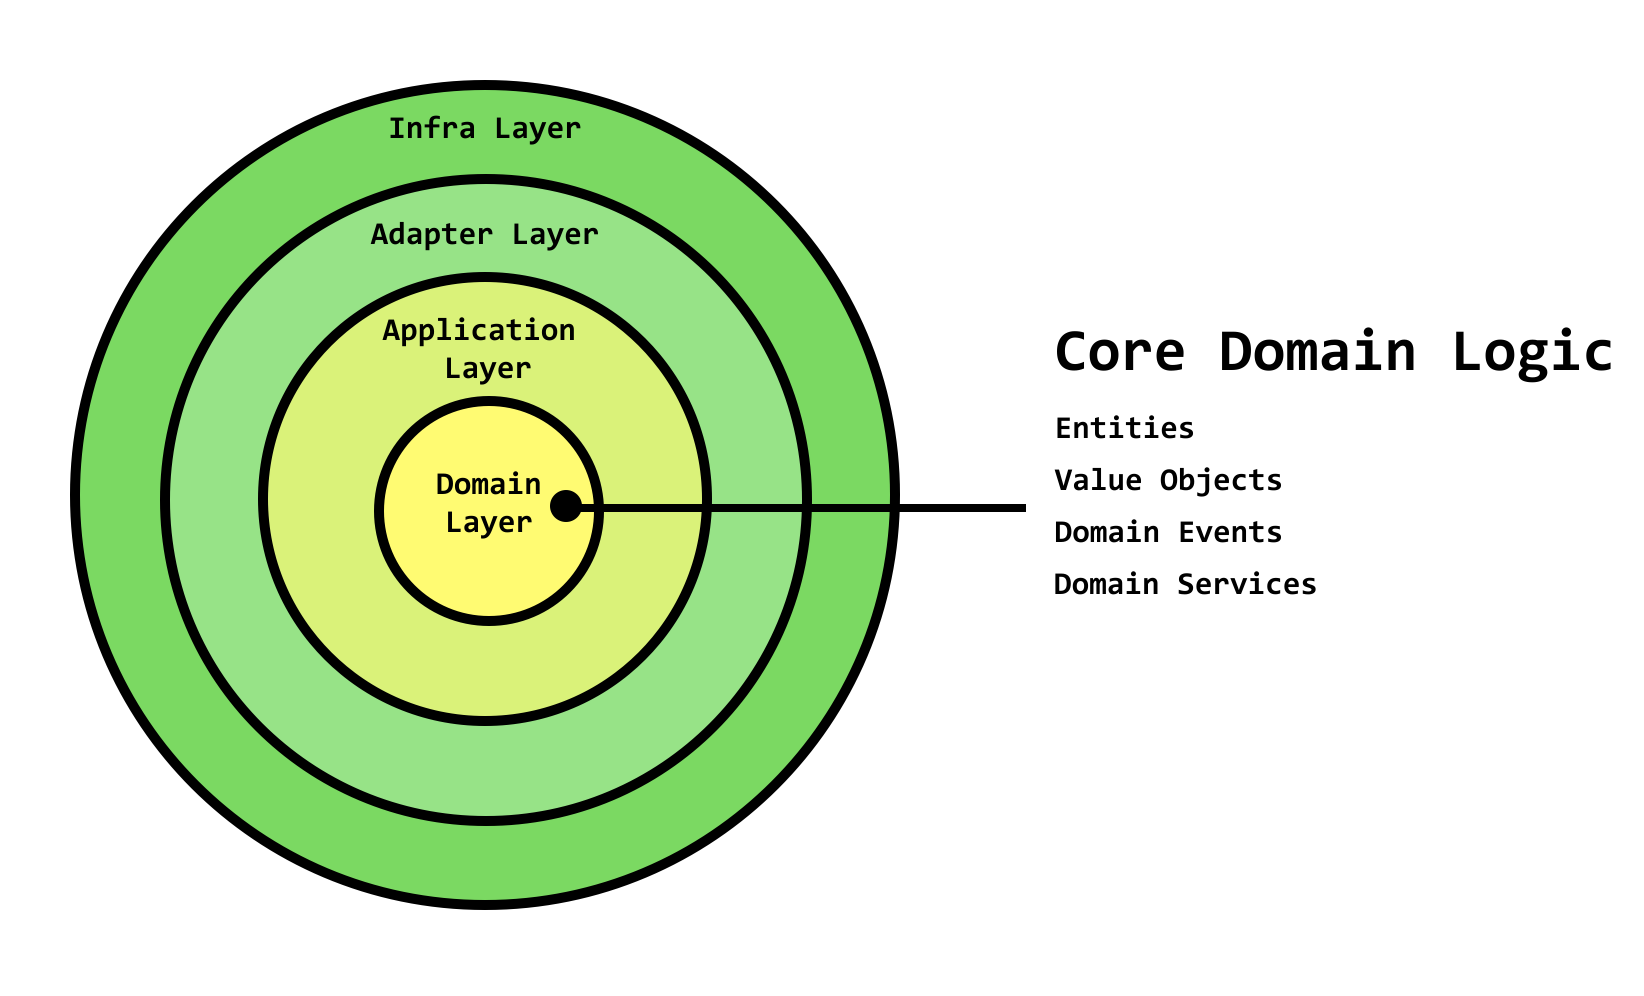 Infra Layer
Adapter Layer
Application
Layer
Domain
Layer
Core Domain Logic
Entities
Value Objects
Domain Events
Domain Services